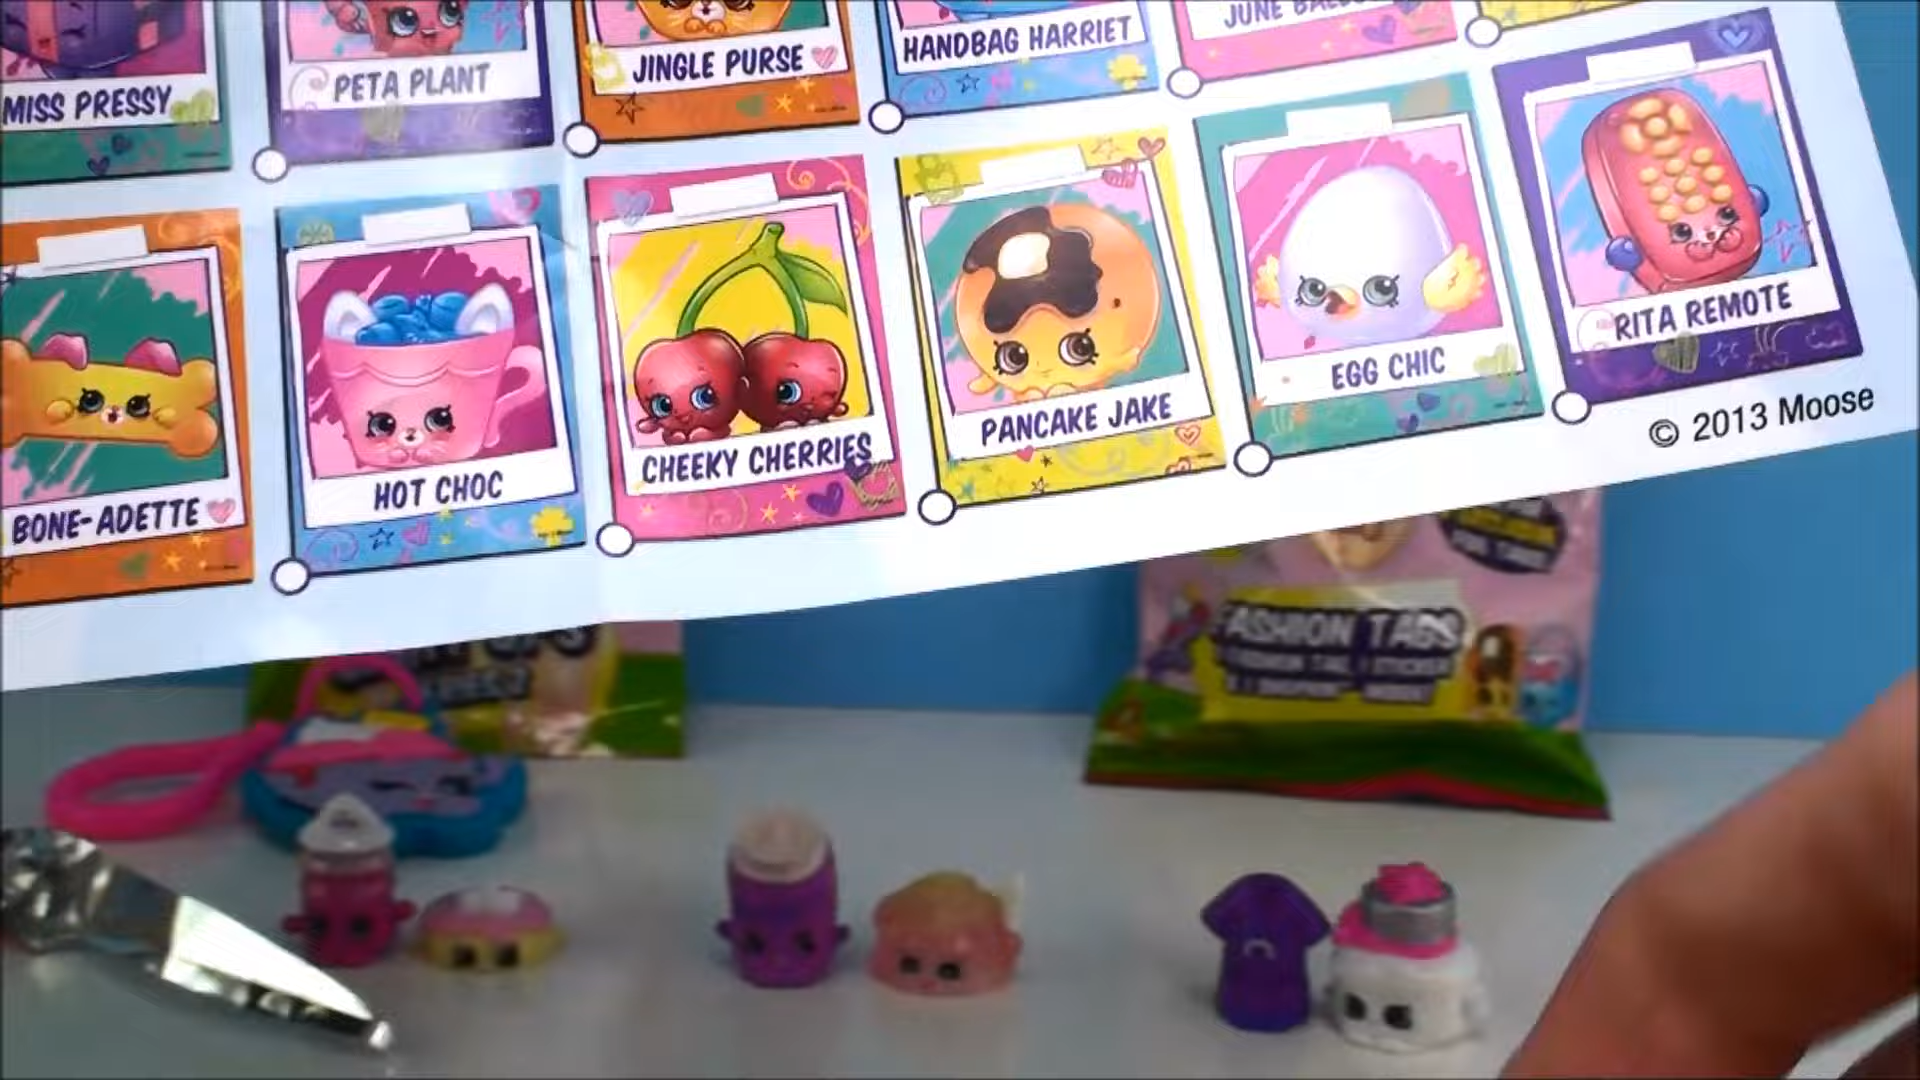 MISS PRESSY
PETA PLANT
JINGLE PURSE
HANDBAG HARRIET
BONE-ADETTE
HOT CHOC
CHEEKY CHERRIES
PANCAKE JAKE
EGG CHIC
RITA REMOTE
© 2013 Moose
FASHION TAGS